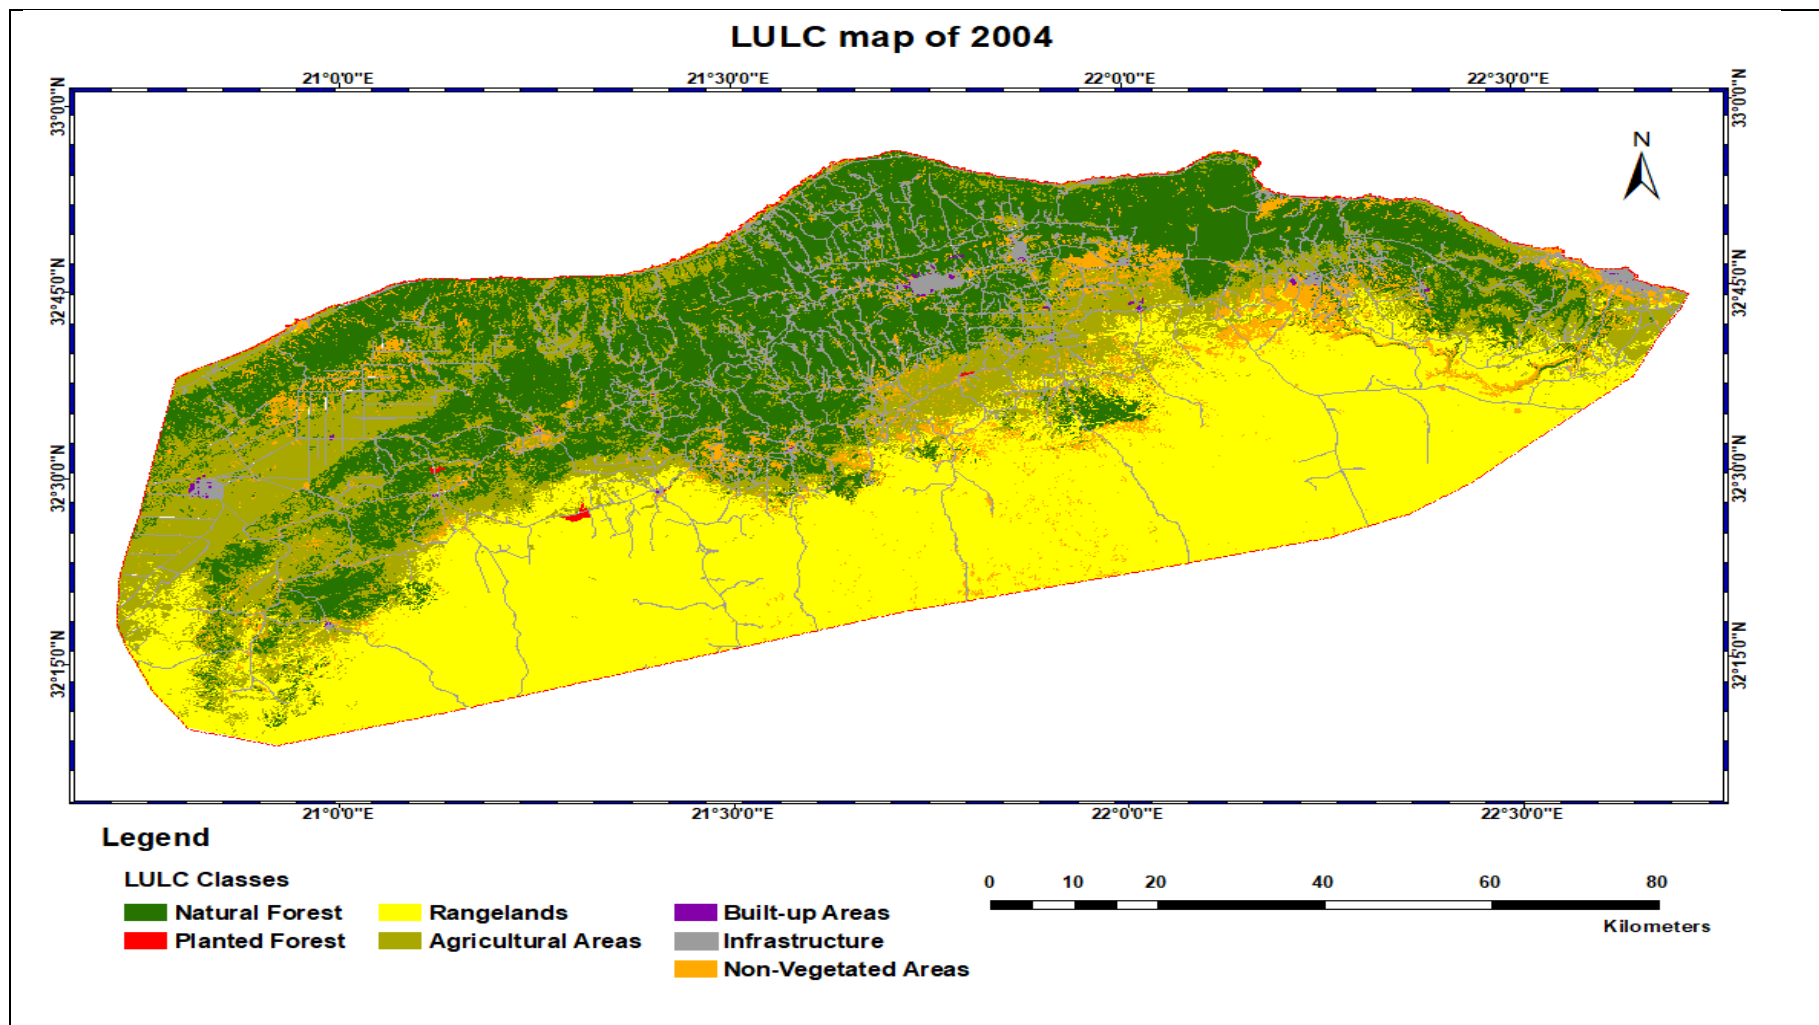 LULC map of 2004
21°0'0"E 21°30'0"E 22°0'0"E 22°30'0"E
33°0'0"N 33°0'0"N
N
32°45'0"N 32°45'0"N
32°30'0"N 32°30'0"N
32°15'0"N 32°15'0"N
21°0'0"E 21°30'0"E 22°0'0"E 22°30'0"E
Legend
LULC Classes
0 10 20 40 60 80
Natural Forest Rangelands Built-up Areas
Kilometers
Planted Forest Agricultural Areas Infrastructure
Non-Vegetated Areas